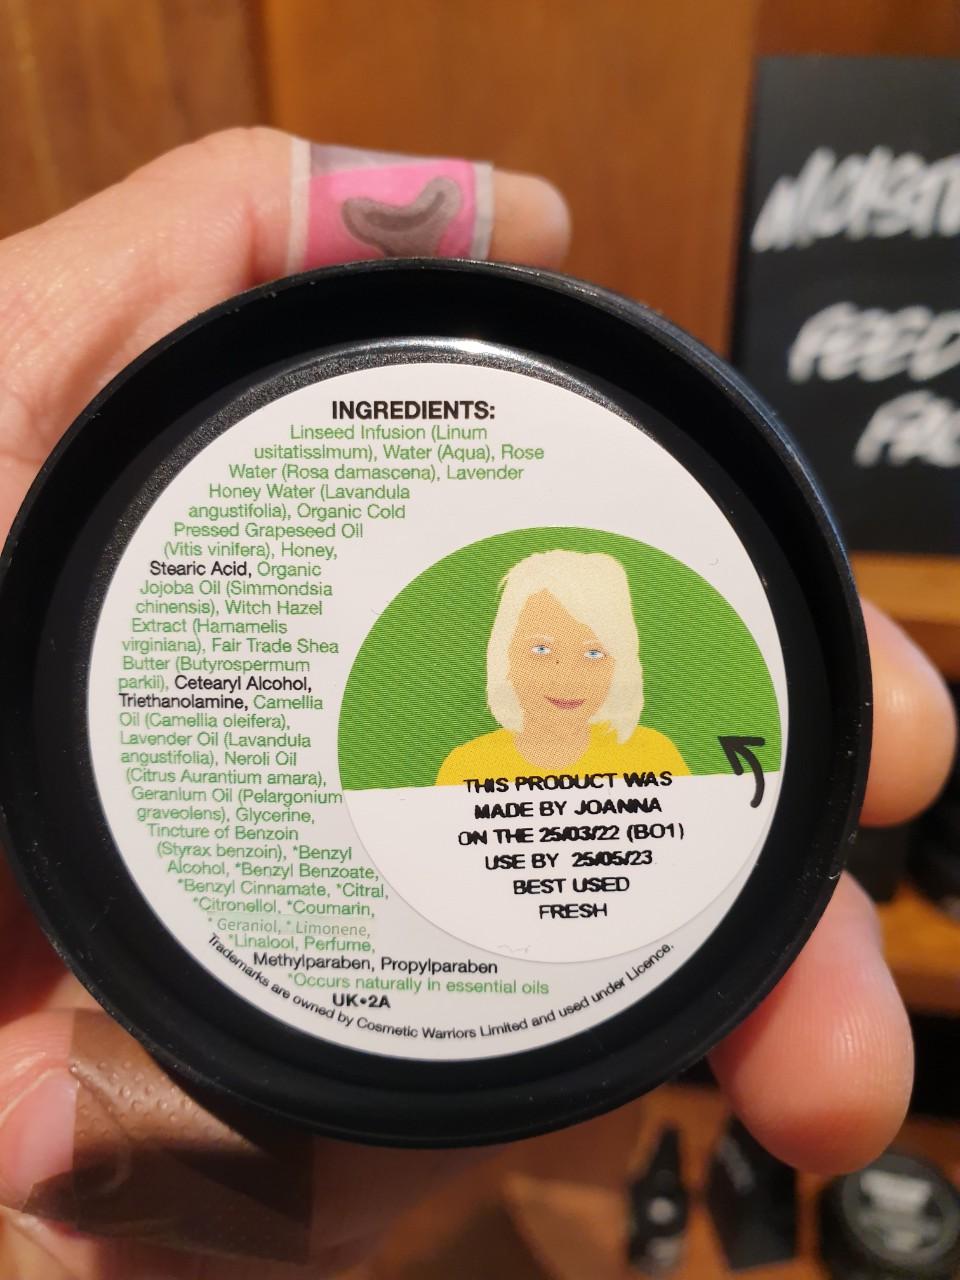 INGREDIENTS:
Linseed Infusion (Linum
usitatissimum), Water (Aqua), Rose
Water (Rosa damascena), Lavender
Honey Water (Lavandula
angustifolia), Organic Cold
Pressed Grapeseed Oil
(Vitis vinifera), Honey,
Stearic Acid, Organic
Jojoba Oil (Simmondsia
chinensis), Witch Hazel
Extract (Hamamelis
virginiana), Fair Trade Shea
Butter (Butyrospermum
parkii), Cetearyl Alcohol,
Triethanolamine, Camellia
Oil (Camellia oleifera),
Lavender Oil (Lavandula
angustifolia), Neroli Oil
(Citrus Aurantium amara),
Geranium Oil (Pelargonium
graveolens), Glycerine,
Tincture of Benzoin
(Styrax benzoin), *Benzyl
Alcohol, *Benzyl Benzoate,
*Benzyl Cinnamate, *Citral,
*Citronellol, *Coumarin,
* Geraniol, * Limonene,
*Linalool, Perfume,
Methylparaben, Propylparaben
*Occurs naturally in essential oils
UK•2A
Trademarks are owned by Cosmetic Warriors Limited and used under Licence.
THIS PRODUCT WAS
MADE BY JOANNA
ON THE 25/03/22 (BO1)
USE BY 25/05/23
BEST USED
FRESH